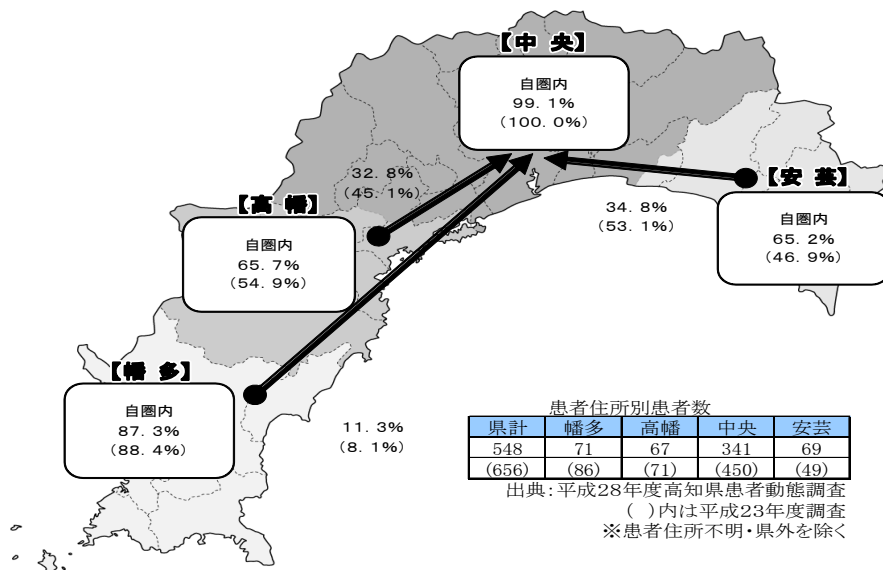 【中 央】
自圏内
99.1%
(100.0%)
32.8%
(45.1%)
【高 幡】
自圏内
65.7%
(54.9%)
【安 芸】
自圏内
65.2%
(46.9%)
34.8%
(53.1%)
【幡 多】
自圏内
87.3%
(88.4%)
11.3%
(8.1%)
患者住所別患者数
県計 幡多 高幡 中央 安芸
548 71 67 341 69
(656) (86) (71) (450) (49)
出典:平成28年度高知県患者動態調査
( )内は平成23年度調査
※患者住所不明・県外を除く